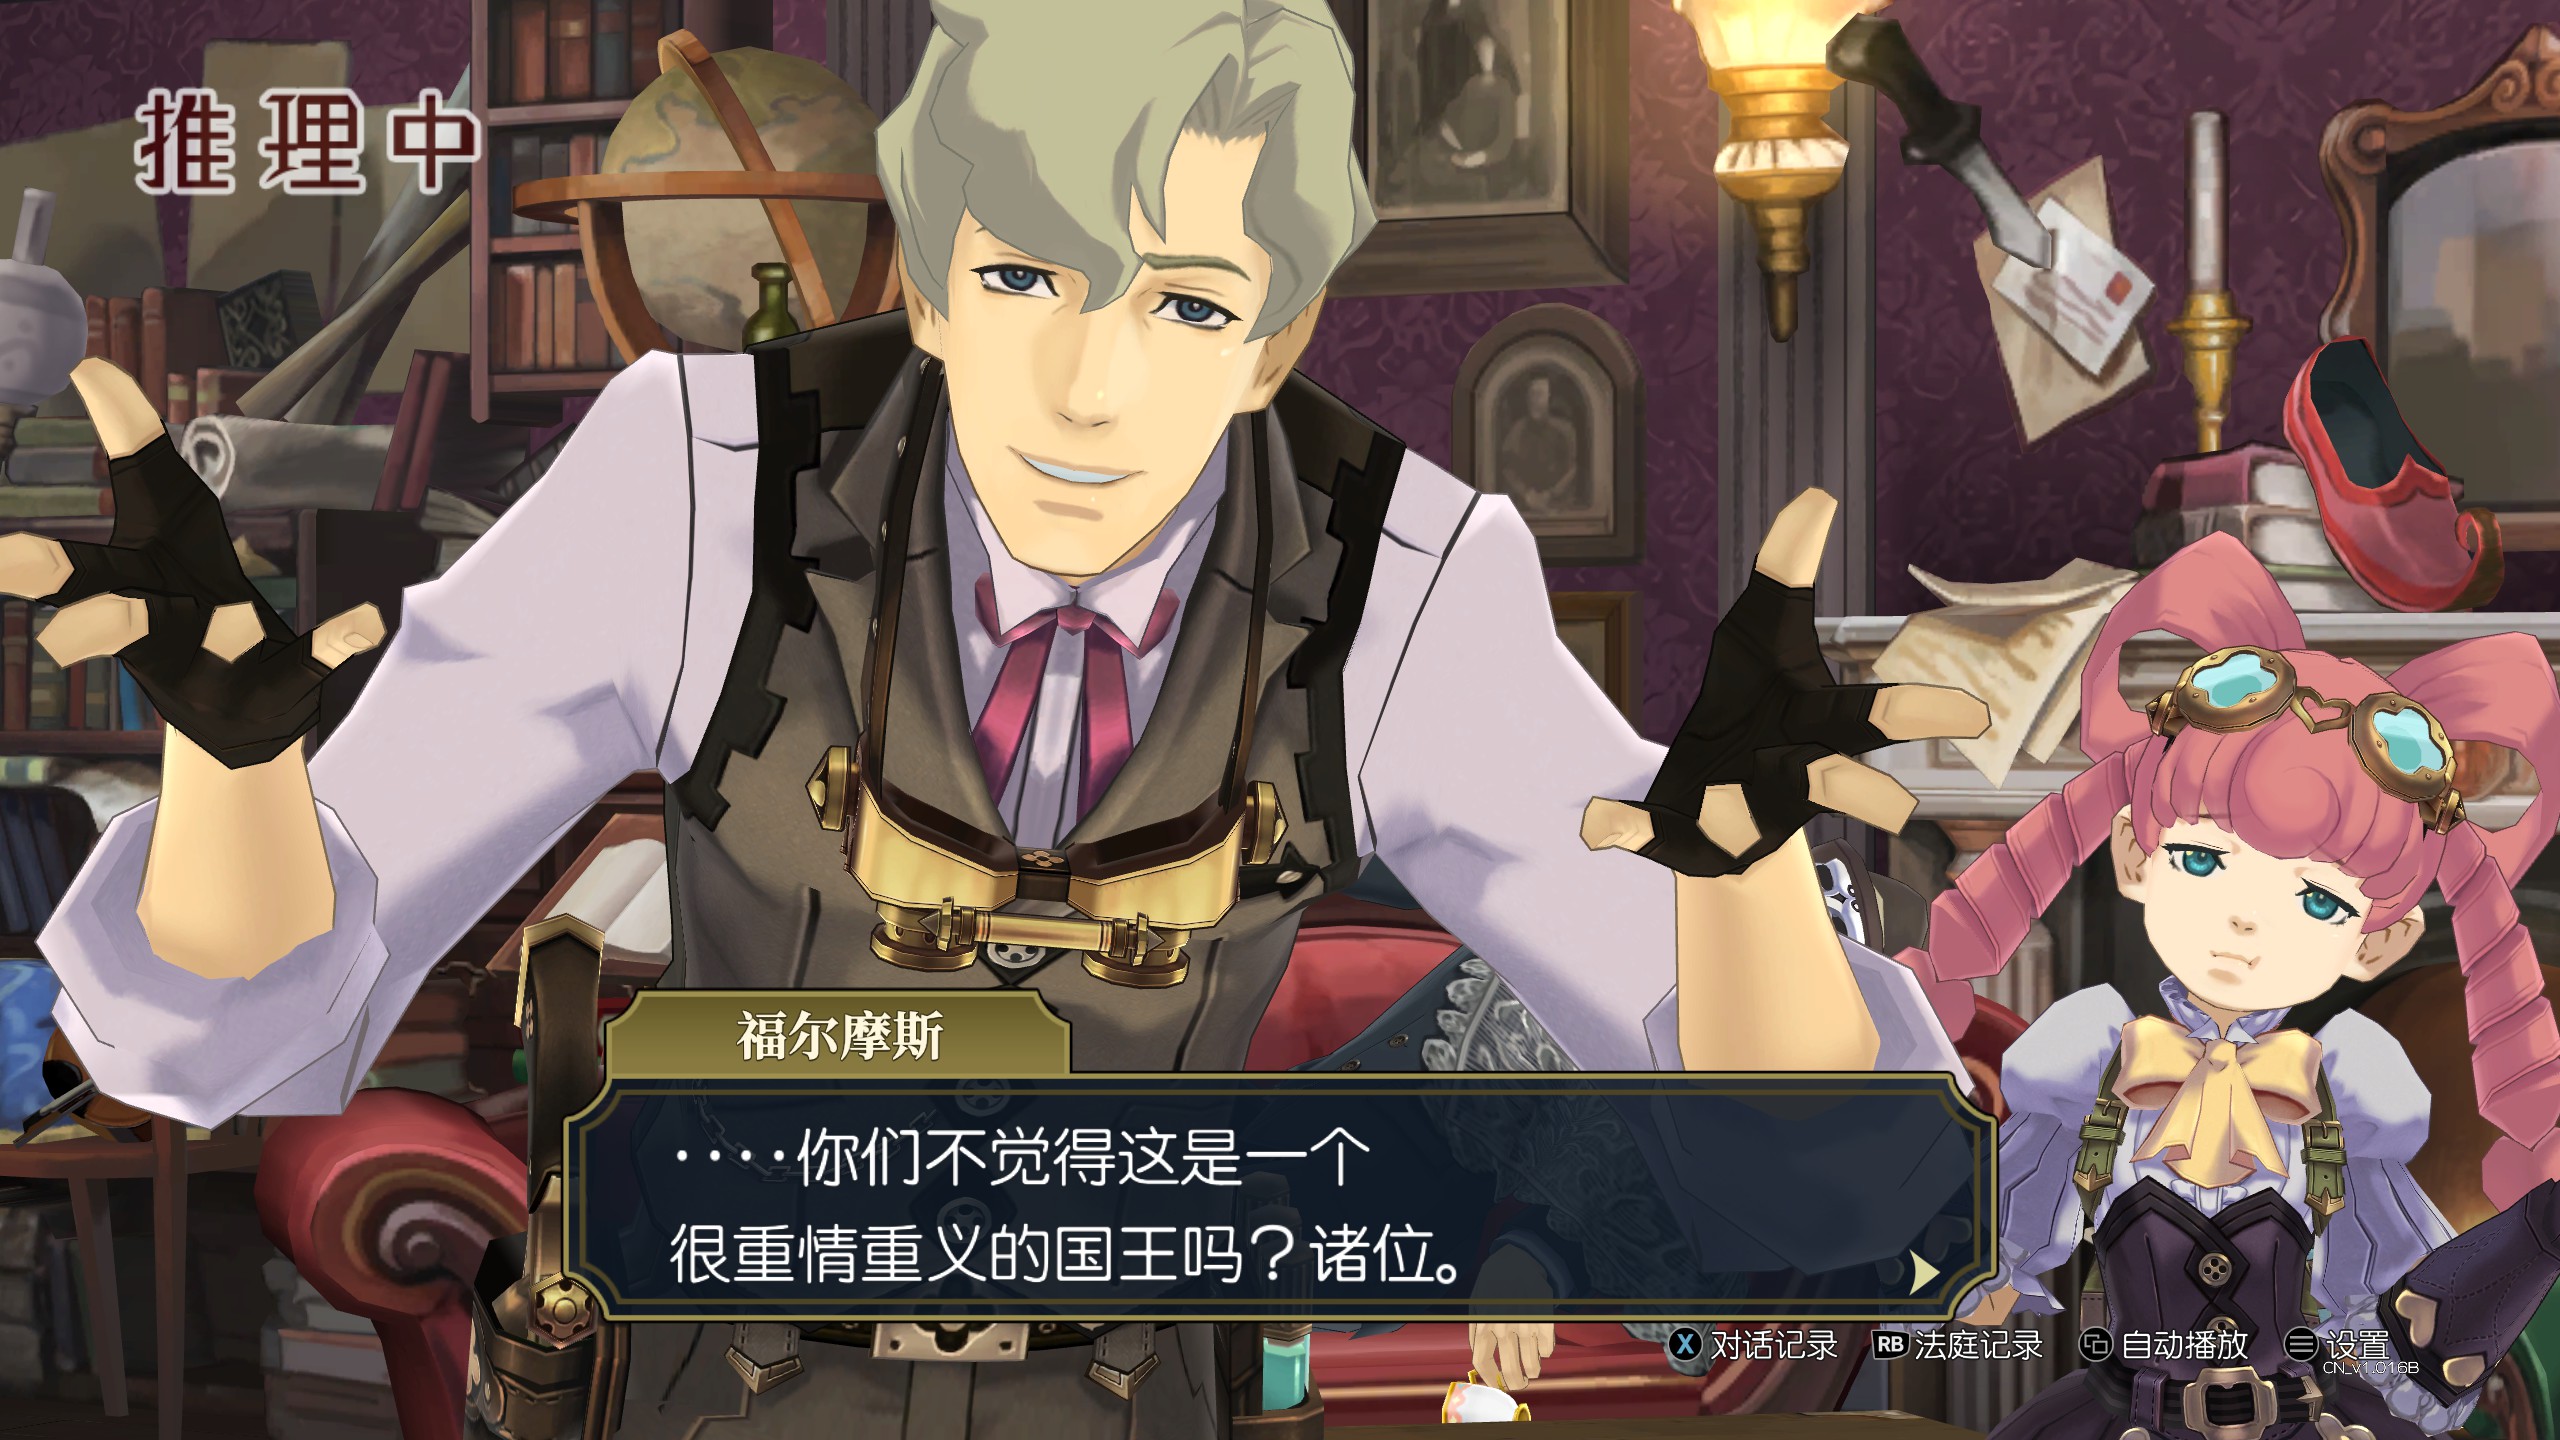 推理中
福尔摩斯
····你们不觉得这是一个
很重情重义的国王吗？诸位。
X 对话记录 RB 法庭记录 自动播放 设置
CN_v1.016B